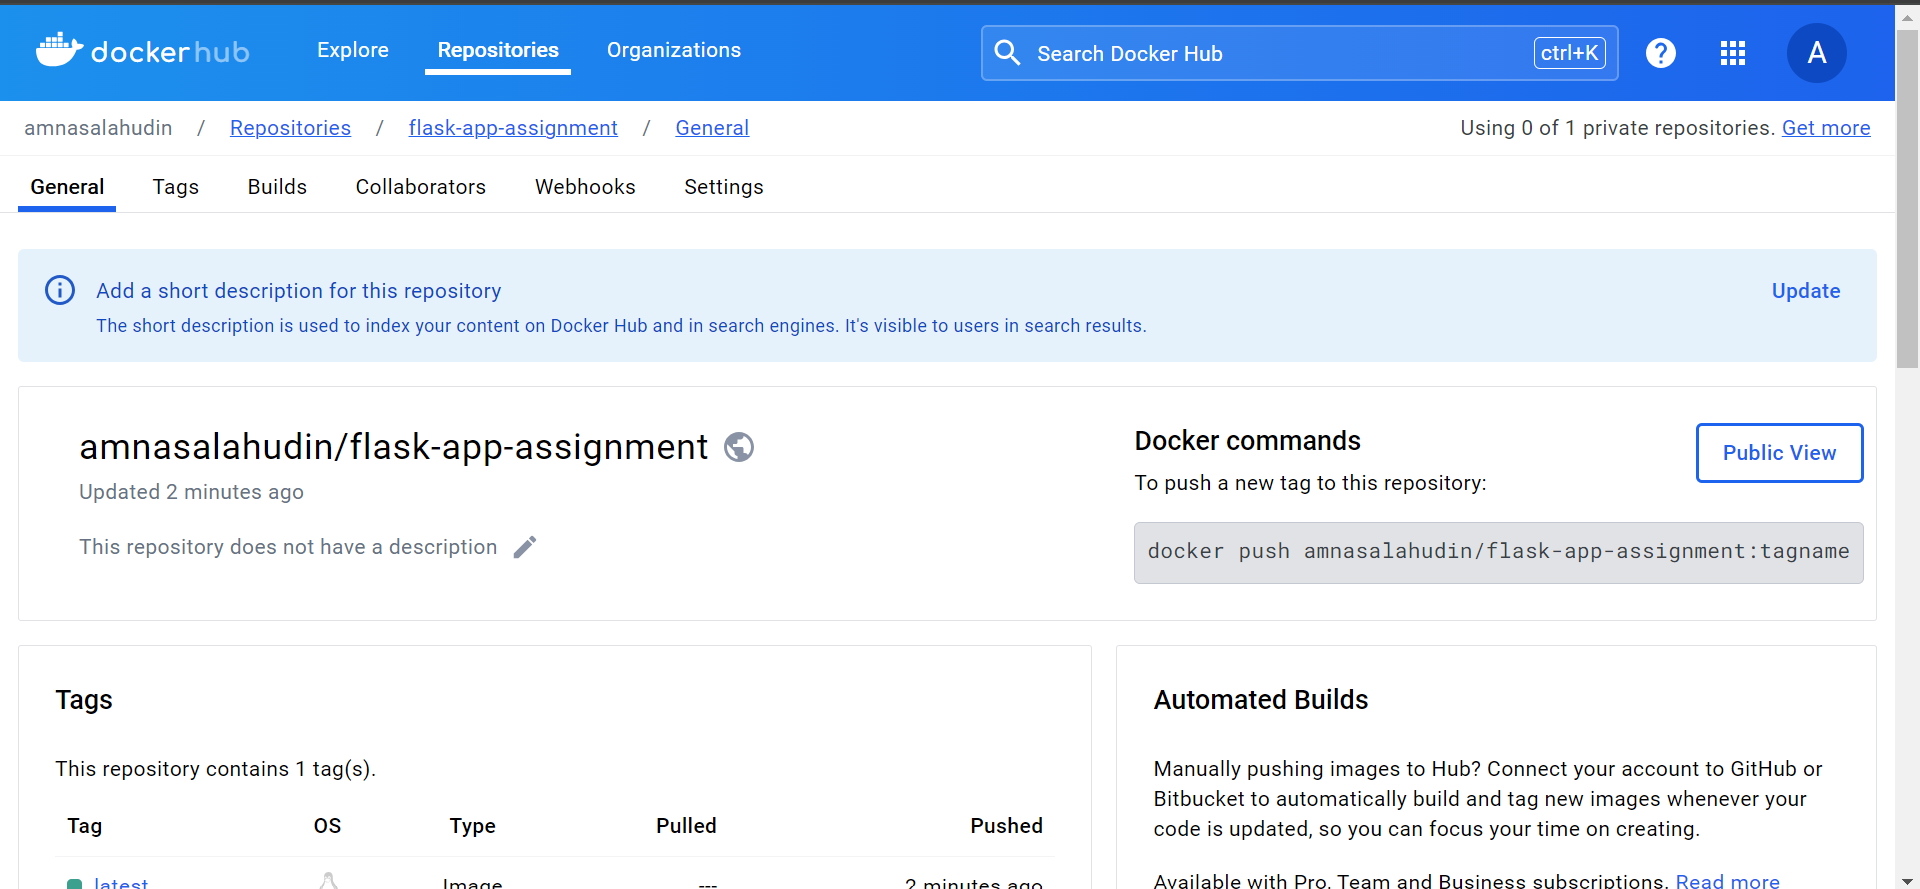 docker hub Explore Repositories Organizations Search Docker Hub ctrl+K ? A
amnasalahudin / Repositories / flask-app-assignment / General Using 0 of 1 private repositories. Get more
General Tags Builds Collaborators Webhooks Settings
Add a short description for this repository Update
The short description is used to index your content on Docker Hub and in search engines. It's visible to users in search results.
amnasalahudin/flask-app-assignment
Updated 2 minutes ago
This repository does not have a description
Docker commands
Public View
To push a new tag to this repository:
docker push amnasalahudin/flask-app-assignment:tagname
Tags
This repository contains 1 tag(s).
Tag OS Type Pulled Pushed
latest Image --- 2 minutes ago
Automated Builds
Manually pushing images to Hub? Connect your account to GitHub or
Bitbucket to automatically build and tag new images whenever your
code is updated, so you can focus your time on creating.
Available with Pro, Team and Business subscriptions. Read more